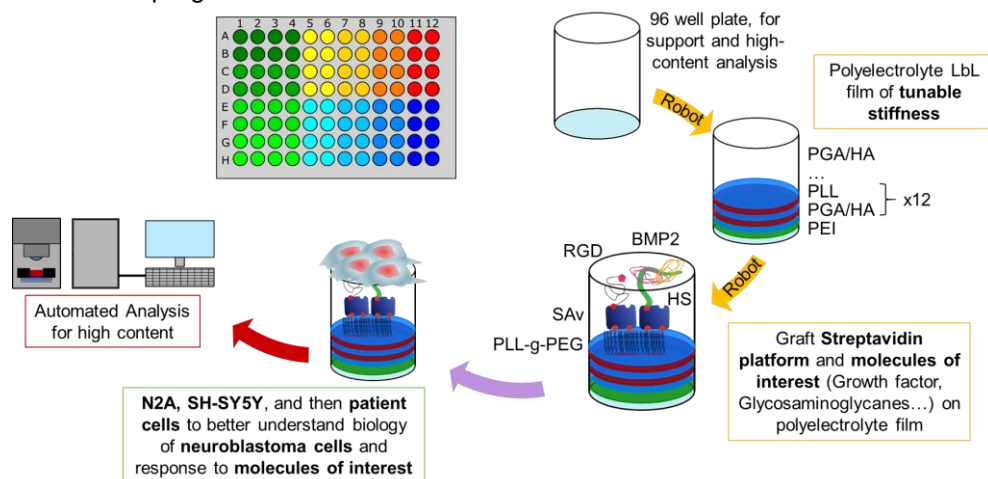 1 2 3 4 5 6 7 8 9 10 11 12
A
B
C
D
E
F
G
H
96 well plate, for
support and high-
content analysis
Robot
Polyelectrolyte LbL
film of tunable
stiffness
PGA/HA
...
PLL
PGA/HA
PEI
x12
Robot
RGD
BMP2
HS
SAv
PLL-g-PEG
Graft Streptavidin
platform and molecules of
interest (Growth factor,
Glycosaminoglycanes...) on
polyelectrolyte film
Automated Analysis
for high content
N2A, SH-SY5Y, and then patient
cells to better understand biology
of neuroblastoma cells and
response to molecules of interest